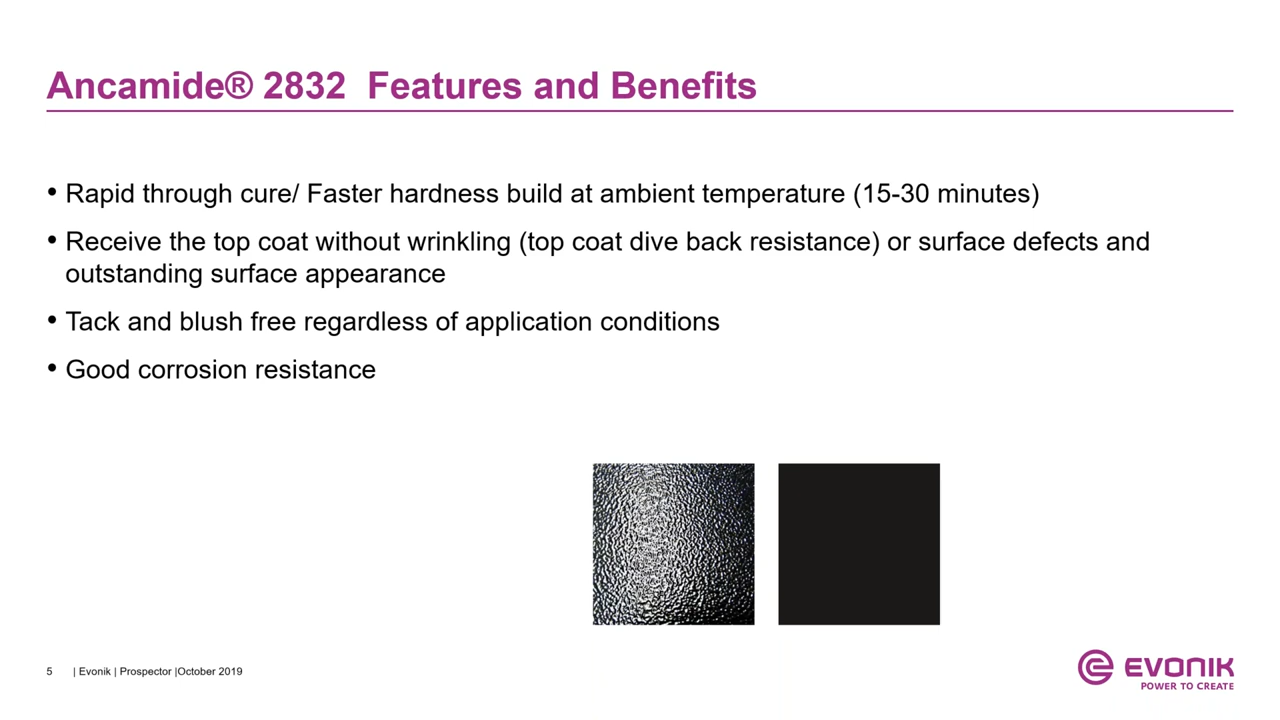 Ancamide® 2832  Features and Benefits
• Rapid through cure/ Faster hardness build at ambient temperature (15-30 minutes)
• Receive the top coat without wrinkling (top coat dive back resistance) or surface defects and
outstanding surface appearance
• Tack and blush free regardless of application conditions
• Good corrosion resistance
5 | Evonik | Prospector |October 2019
EVONIK
POWER TO CREATE